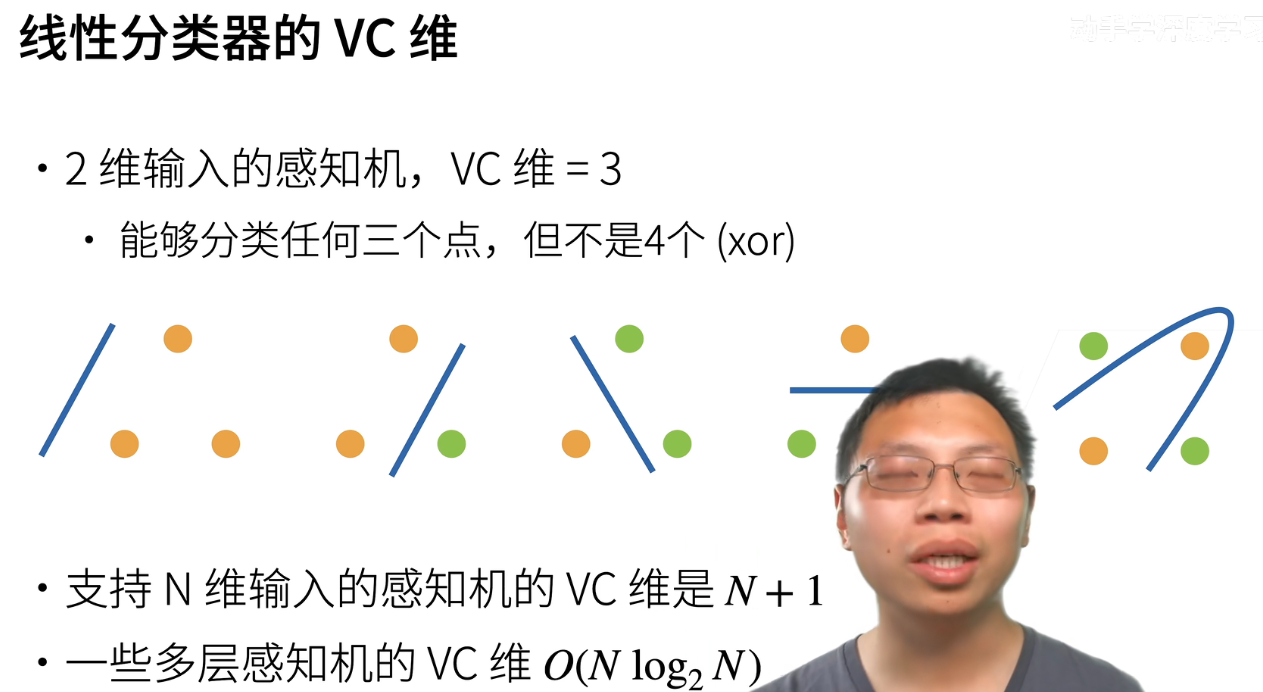 动手学深度学习
线性分类器的 VC 维
• 2 维输入的感知机，VC 维 = 3
• 能够分类任何三个点，但不是4个 (xor)
• 支持 N 维输入的感知机的 VC 维是 N + 1
• 一些多层感知机的 VC 维 O(N log₂ N)